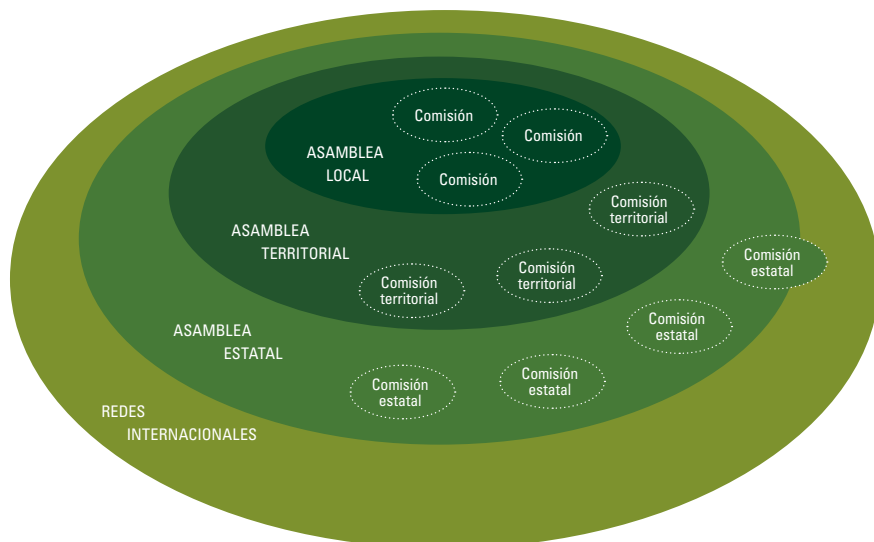 Comisión
Comisión
ASAMBLEA
LOCAL
Comisión
Comisión
territorial
ASAMBLEA
TERRITORIAL
Comisión
territorial
Comisión
territorial
Comisión
estatal
ASAMBLEA
ESTATAL
Comisión
estatal
Comisión
estatal
Comisión
estatal
REDES
INTERNACIONALES